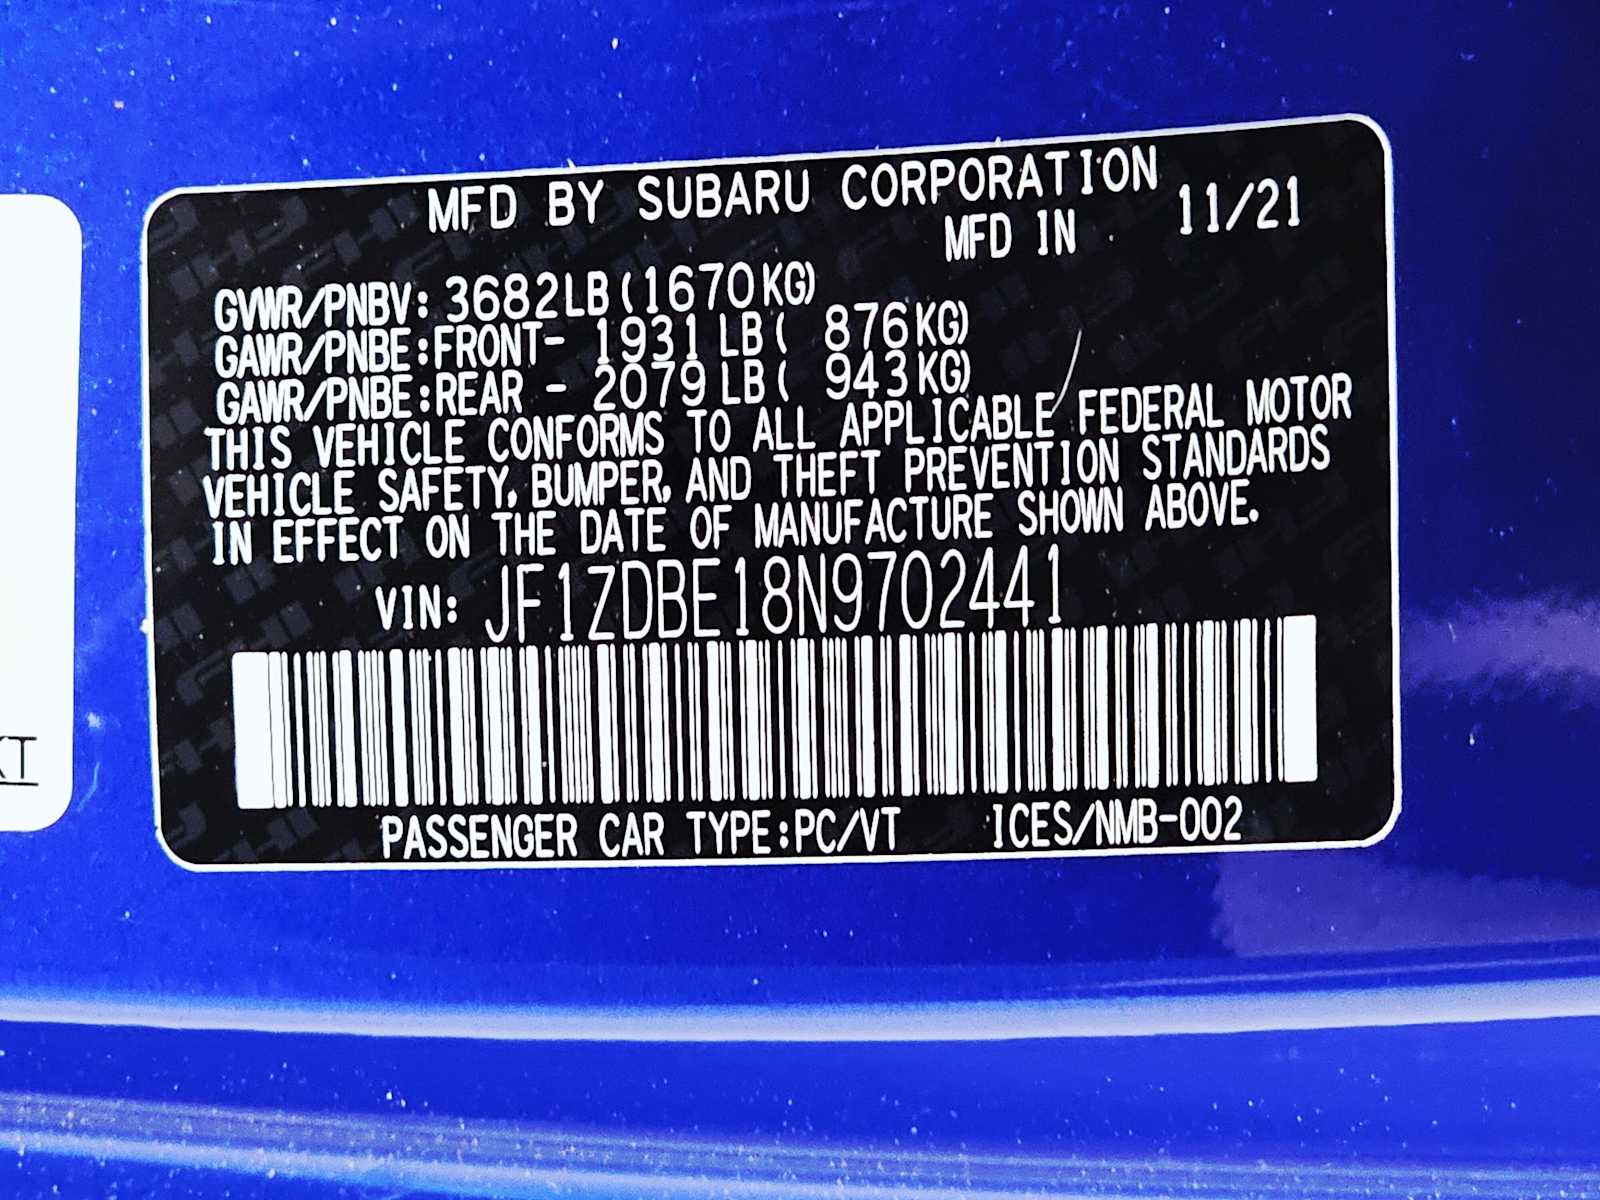 MFD BY SUBARU CORPORATION
MFD IN 11/21
GVWR/PNBV: 3682LB(1670KG)
GAWR/PNBE:FRONT- 1931 LB( 876KG)
GAWR/PNBE:REAR - 2079 LB( 943KG)
THIS VEHICLE CONFORMS TO ALL APPLICABLE FEDERAL MOTOR
VEHICLE SAFETY, BUMPER, AND THEFT PREVENTION STANDARDS
IN EFFECT ON THE DATE OF MANUFACTURE SHOWN ABOVE.
VIN: JF1ZDBE18N9702441
PASSENGER CAR TYPE:PC/VT ICES/NMB-002